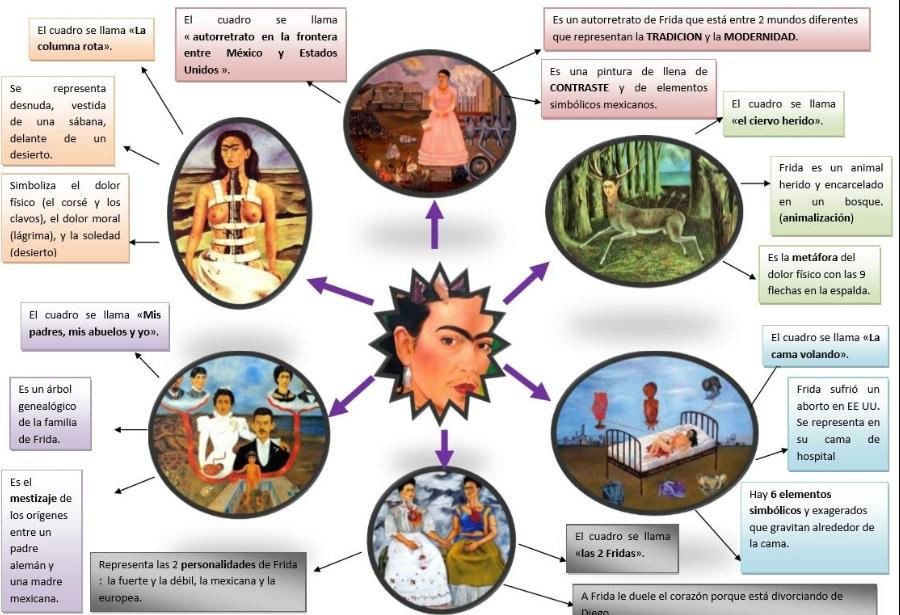 El cuadro se llama «La
columna rota».
Se representa
desnuda, vestida
de una sábana,
delante de un
desierto.
Simboliza el dolor
físico (el corsé y los
clavos), el dolor moral
(lágrima), y la soledad
(desierto)
El cuadro se llama
« autorretrato en la frontera
entre México y Estados
Unidos ».
Es un autorretrato de Frida que está entre 2 mundos diferentes
que representan la TRADICION y la MODERNIDAD.
Es una pintura de llena de
CONTRASTE y de elementos
simbólicos mexicanos.
El cuadro se llama
«el ciervo herido».
Frida es un animal
herido y encarcelado
en un bosque.
(animalización)
Es la metáfora del
dolor físico con las 9
flechas en la espalda.
El cuadro se llama «Mis
padres, mis abuelos y yo».
Es un árbol
genealógico
de la familia
de Frida.
Es el
mestizaje de
los orígenes
entre un
padre
alemán y
una madre
mexicana.
El cuadro se llama «La
cama volando».
Frida sufrió un
aborto en EE UU.
Se representa en
su cama de
hospital
Hay 6 elementos
simbólicos y exagerados
que gravitan alrededor de
la cama.
Representa las 2 personalidades de Frida
: la fuerte y la débil, la mexicana y la
europea.
El cuadro se llama
«las 2 Fridas».
A Frida le duele el corazón porque está divorciando de
Diego